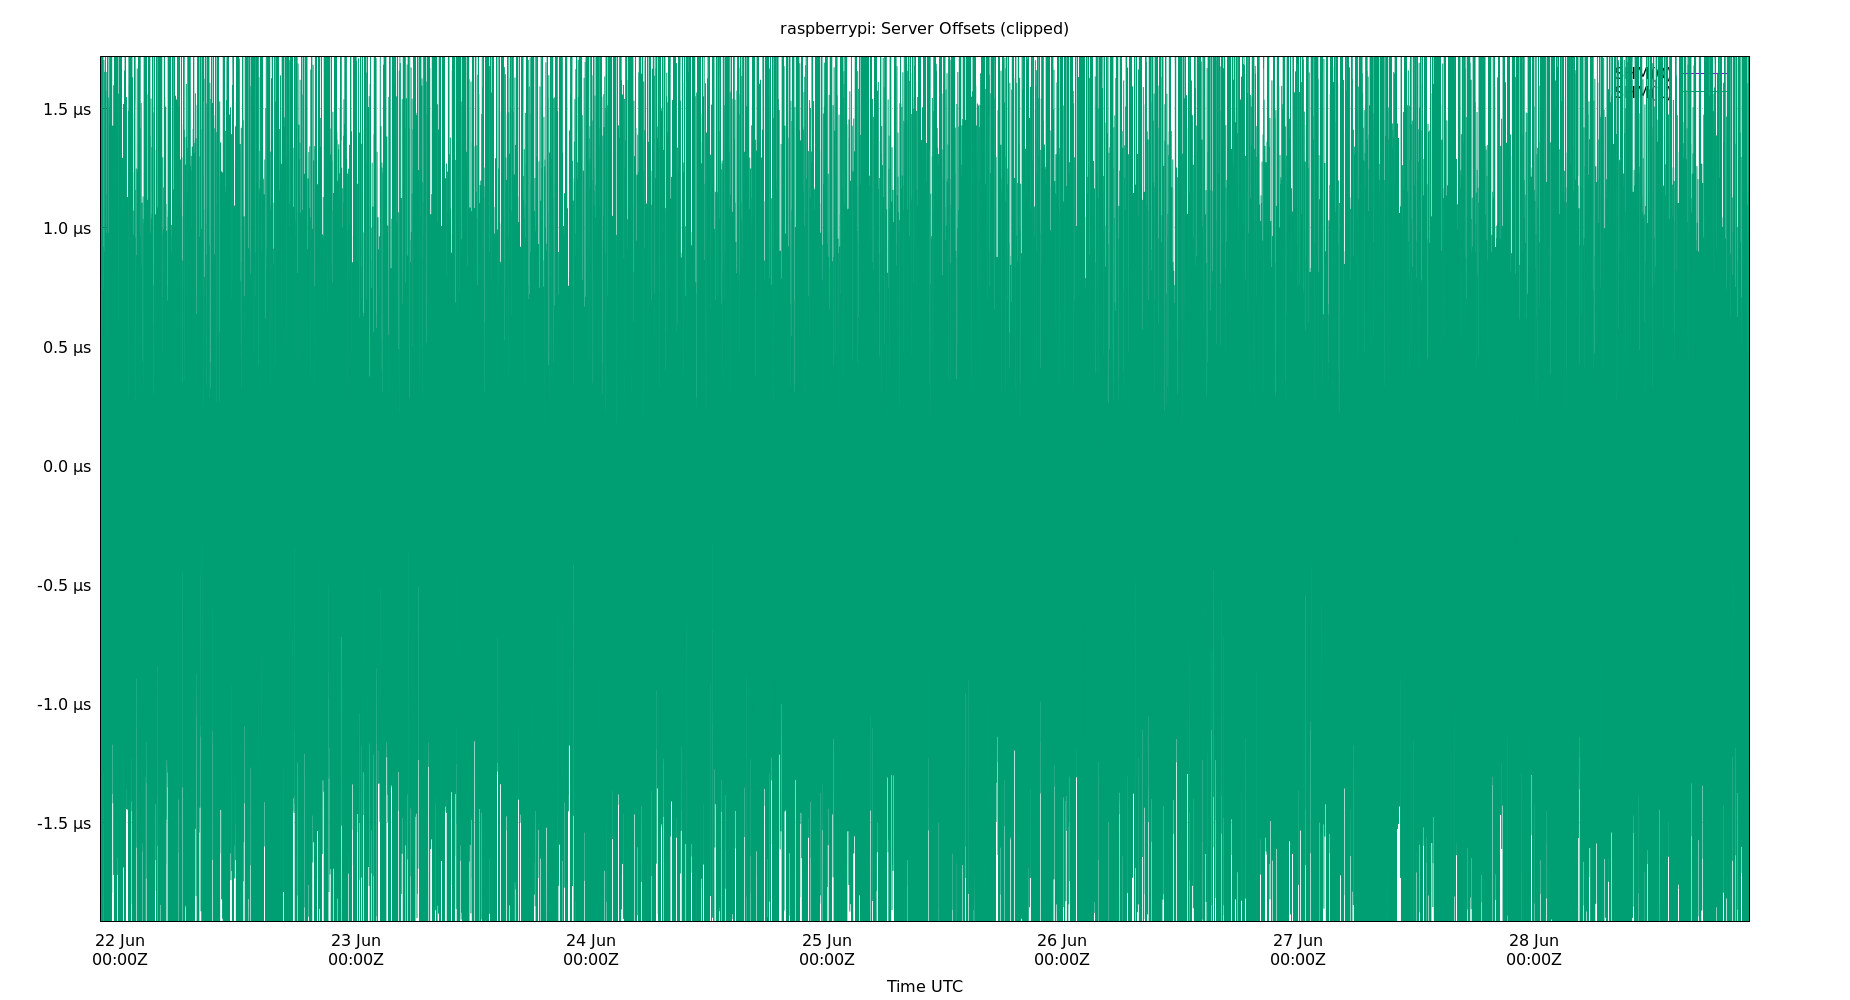 raspberrypi: Server Offsets (clipped)
1.5 µs
1.0 µs
0.5 µs
0.0 µs
-0.5 µs
-1.0 µs
-1.5 µs
22 Jun 23 Jun 24 Jun 25 Jun 26 Jun 27 Jun 28 Jun
00:00Z 00:00Z 00:00Z 00:00Z 00:00Z 00:00Z 00:00Z
Time UTC